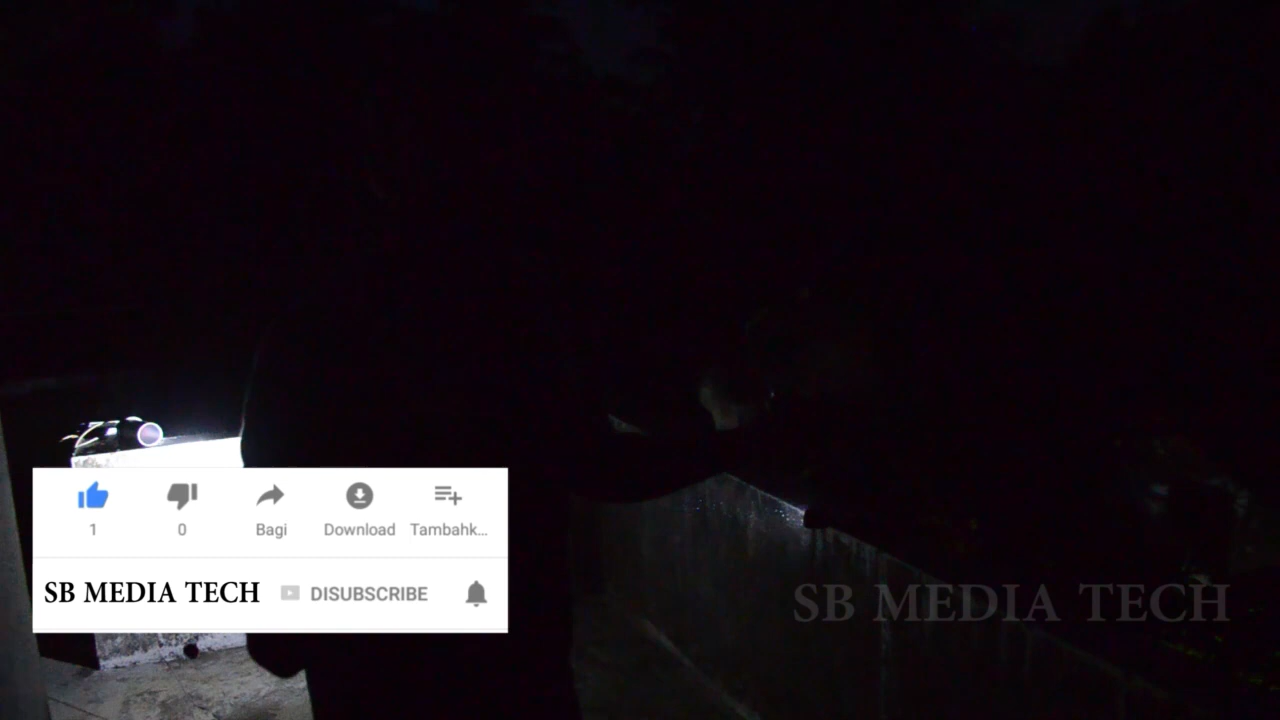 1
0
Bagi
Download
Tambahk...
SB MEDIA TECH
DISUBSCRIBE
SB MEDIA TECH